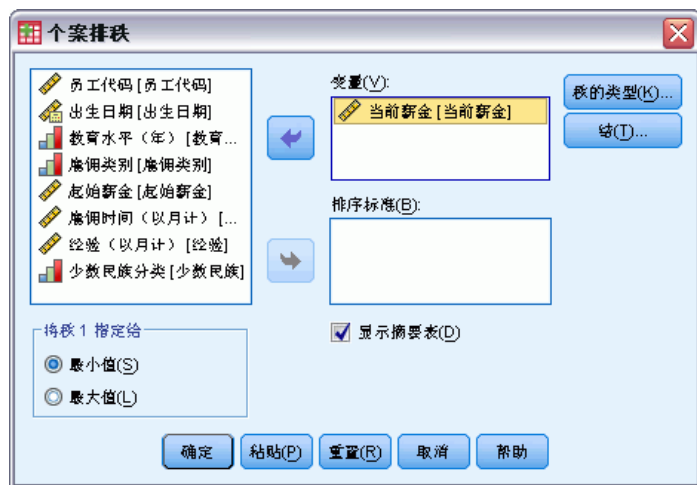 个案排秩
员工代码 [员工代码]
出生日期 [出生日期]
教育水平（年） [教育...
雇佣类别 [雇佣类别]
起始薪金 [起始薪金]
雇佣时间（以月计） [...
经验（以月计） [经验]
少数民族分类 [少数民族]
变量(V):
当前薪金 [当前薪金]
排序标准(B):
秩的类型(K)...
结(T)...
将秩 1 指定给
最小值(S)
最大值(L)
显示摘要表(D)
确定
粘贴(P)
重置(R)
取消
帮助